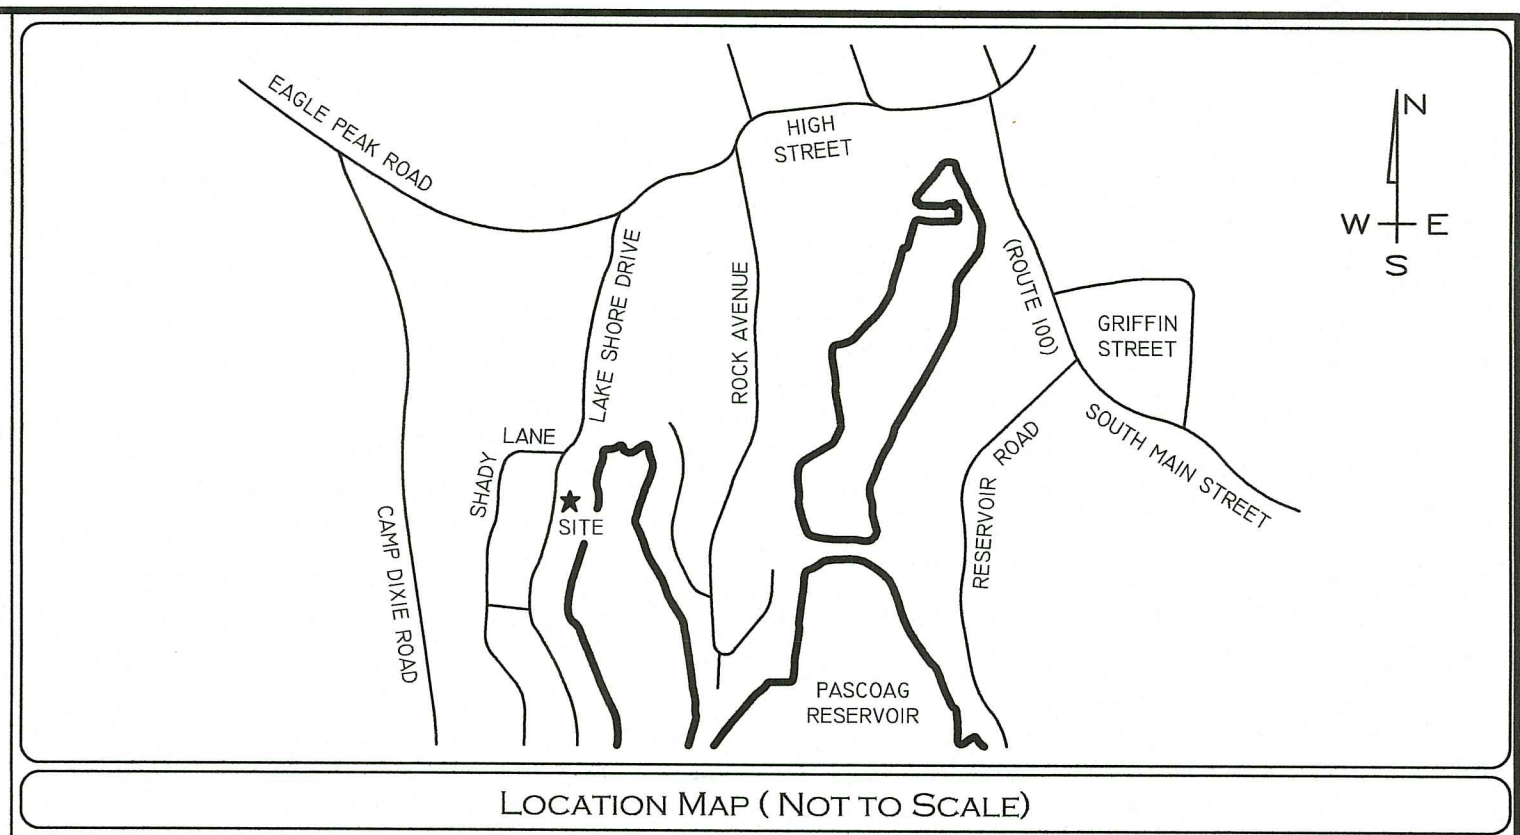 EAGLE PEAK ROAD
HIGH
STREET
N
W E
S
LAKE SHORE DRIVE
ROCK AVENUE
(ROUTE 100)
GRIFFIN
STREET
SHADY LANE
SITE
RESERVOIR ROAD
SOUTH MAIN STREET
CAMP DIXIE ROAD
PASCOAG
RESERVOIR
LOCATION MAP ( NOT TO SCALE)